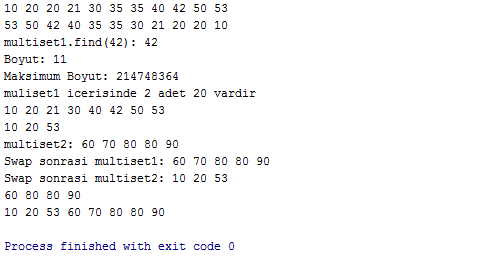 10 20 20 21 30 35 35 40 42 50 53
53 50 42 40 35 35 30 21 20 20 10
multiset1.find(42): 42
Boyut: 11
Maksimum Boyut: 214748364
muliset1 icerisinde 2 adet 20 vardir
10 20 21 30 40 42 50 53
10 20 53
multiset2: 60 70 80 80 90
Swap sonrasi multiset1: 60 70 80 80 90
Swap sonrasi multiset2: 10 20 53
60 80 80 90
10 20 53 60 70 80 80 90
Process finished with exit code 0